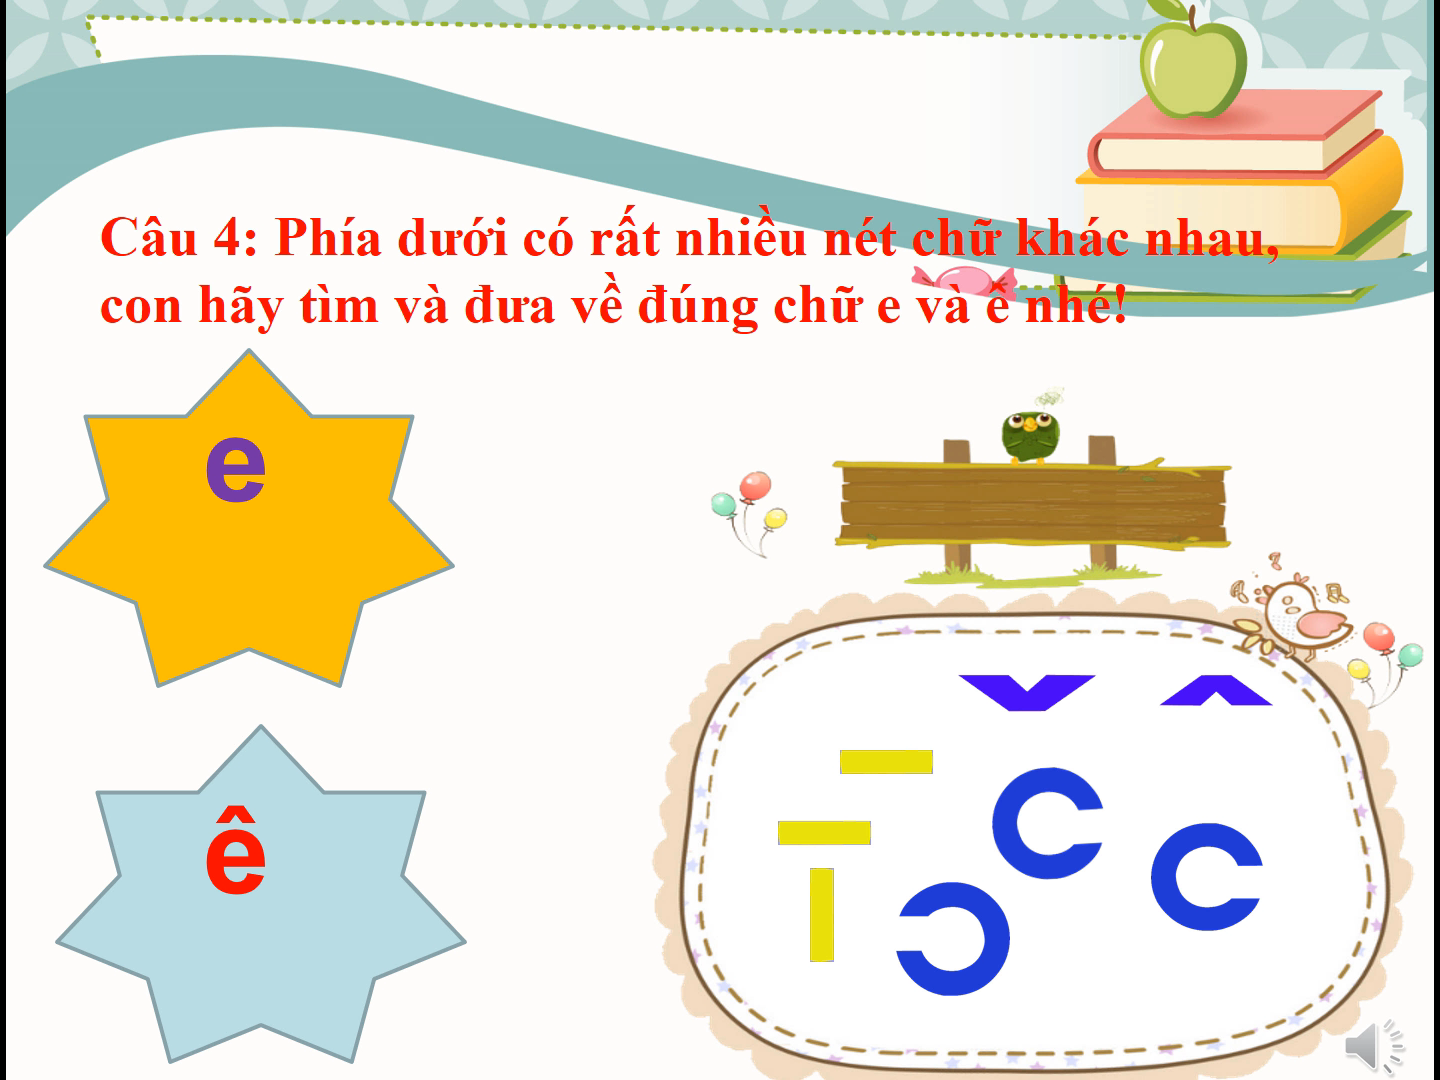 Câu 4: Phía dưới có rất nhiều nét chữ khác nhau,
con hãy tìm và đưa về đúng chữ e và ê nhé!
e
ê